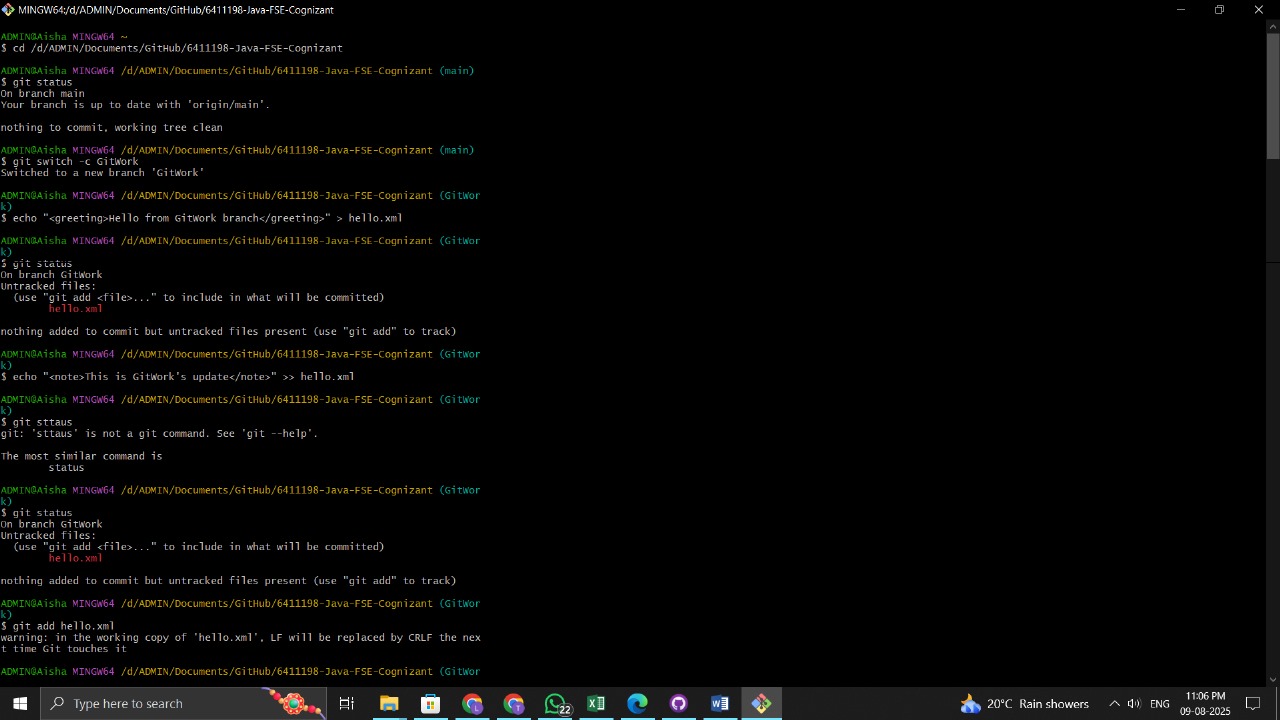 MINGW64:/d/ADMIN/Documents/GitHub/6411198-Java-FSE-Cognizant
ADMIN@Aisha MINGW64 ~
$ cd /d/ADMIN/Documents/GitHub/6411198-Java-FSE-Cognizant
ADMIN@Aisha MINGW64 /d/ADMIN/Documents/GitHub/6411198-Java-FSE-Cognizant (main)
$ git status
On branch main
Your branch is up to date with 'origin/main'.
nothing to commit, working tree clean
ADMIN@Aisha MINGW64 /d/ADMIN/Documents/GitHub/6411198-Java-FSE-Cognizant (main)
$ git switch -c GitWork
Switched to a new branch 'GitWork'
ADMIN@Aisha MINGW64 /d/ADMIN/Documents/GitHub/6411198-Java-FSE-Cognizant (GitWor
k)
$ echo "<greeting>Hello from GitWork branch</greeting>" > hello.xml
ADMIN@Aisha MINGW64 /d/ADMIN/Documents/GitHub/6411198-Java-FSE-Cognizant (GitWor
k)
$ git status
On branch GitWork
Untracked files:
  (use "git add <file>..." to include in what will be committed)
        hello.xml
nothing added to commit but untracked files present (use "git add" to track)
ADMIN@Aisha MINGW64 /d/ADMIN/Documents/GitHub/6411198-Java-FSE-Cognizant (GitWor
k)
$ echo "<note>This is GitWork's update</note>" >> hello.xml
ADMIN@Aisha MINGW64 /d/ADMIN/Documents/GitHub/6411198-Java-FSE-Cognizant (GitWor
k)
$ git sttaus
git: 'sttaus' is not a git command. See 'git --help'.
The most similar command is
        status
ADMIN@Aisha MINGW64 /d/ADMIN/Documents/GitHub/6411198-Java-FSE-Cognizant (GitWor
k)
$ git status
On branch GitWork
Untracked files:
  (use "git add <file>..." to include in what will be committed)
        hello.xml
nothing added to commit but untracked files present (use "git add" to track)
ADMIN@Aisha MINGW64 /d/ADMIN/Documents/GitHub/6411198-Java-FSE-Cognizant (GitWor
k)
$ git add hello.xml
warning: in the working copy of 'hello.xml', LF will be replaced by CRLF the nex
t time Git touches it
ADMIN@Aisha MINGW64 /d/ADMIN/Documents/GitHub/6411198-Java-FSE-Cognizant (GitWor
Type here to search
22
20°C Rain showers
ENG
11:06 PM
09-08-2025